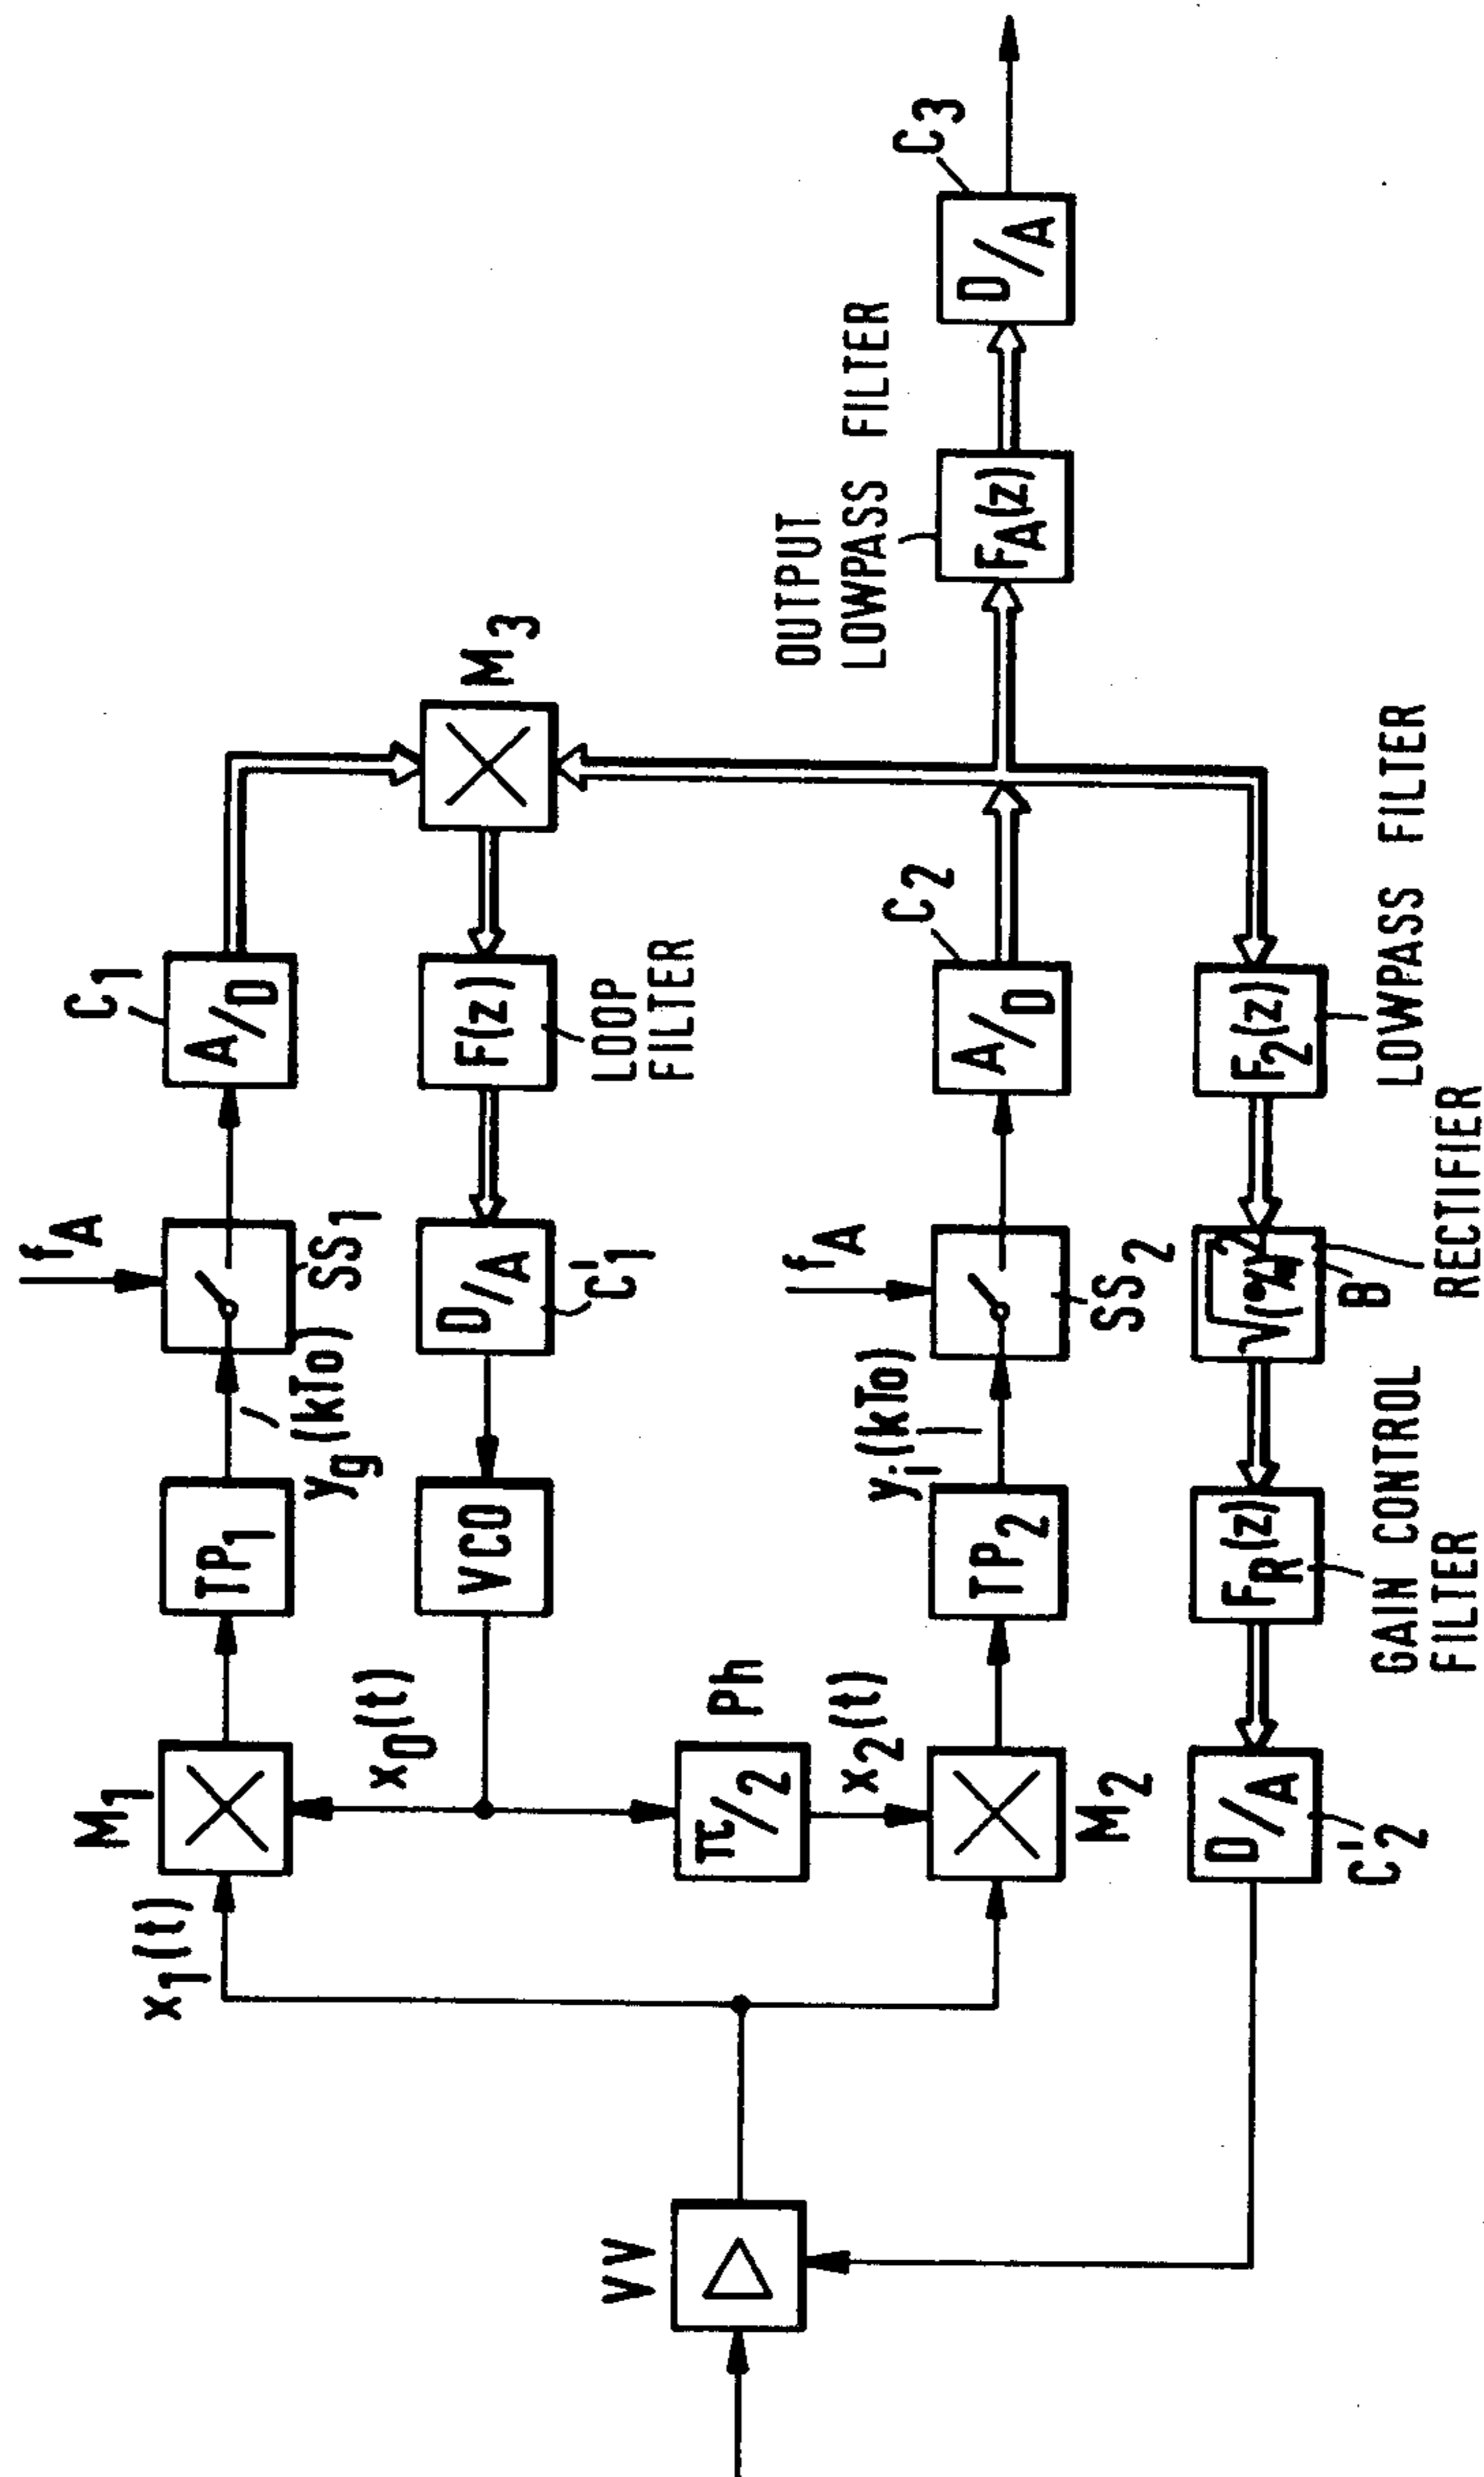 x1(t)
M1
TP1
yg(kTo)
fA
SS1
A/D
C1
M3
x0(t)
VCO
D/A
C'1
F(z)
LOOP
FILTER
π/2
Ph
x2(t)
M2
TP2
yi(kTo)
fA
SS2
A/D
C2
OUTPUT
LOWPASS FILTER
FA(z)
D/A
C3
VV
D/A
C'2
FR(z)
GAIN CONTROL
FILTER
B
RECTIFIER
F2(z)
LOWPASS FILTER